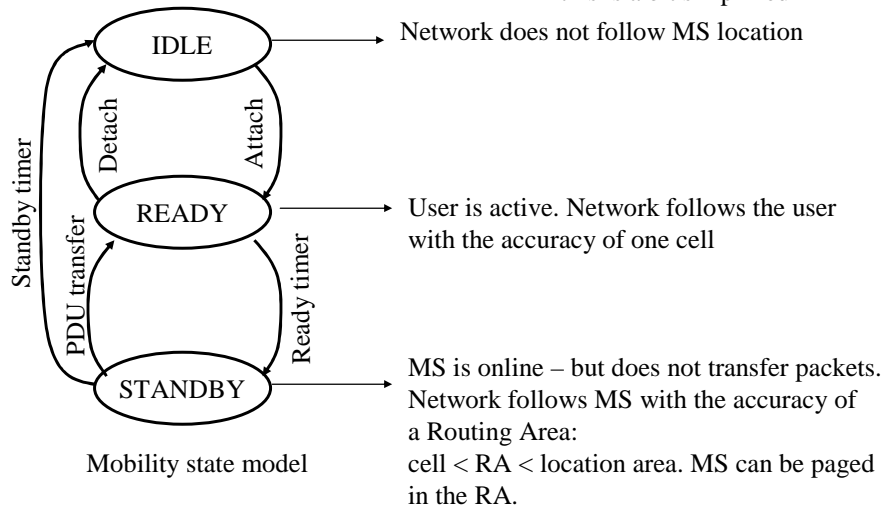 IDLE
Network does not follow MS location
Detach
Attach
Standby timer
READY
User is active. Network follows the user
with the accuracy of one cell
PDU transfer
Ready timer
STANDBY
MS is online – but does not transfer packets.
Network follows MS with the accuracy of
a Routing Area:
cell < RA < location area. MS can be paged
in the RA.
Mobility state model